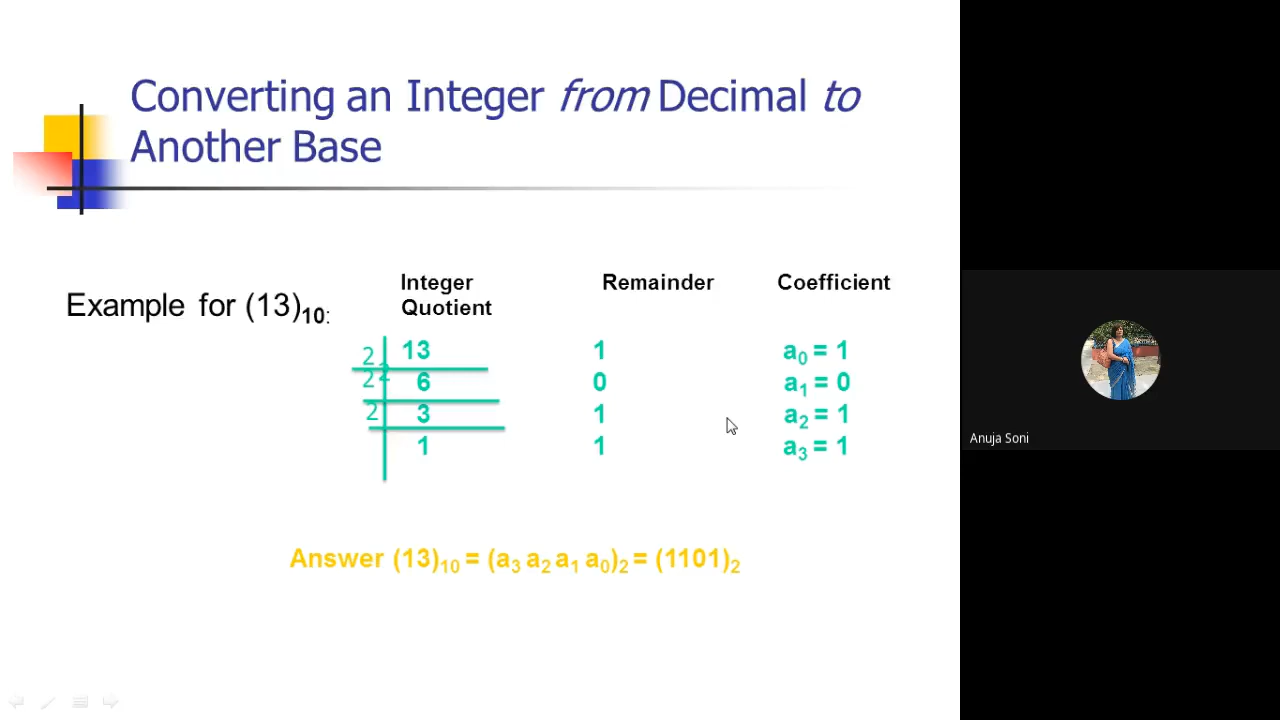 Converting an Integer from Decimal to
Another Base
Example for (13)10:
Integer Quotient Remainder Coefficient
2 13 1 a0 = 1
2 2 6 0 a1 = 0
2 3 1 a2 = 1
1 1 a3 = 1
Answer (13)10 = (a3 a2 a1 a0)2 = (1101)2
Anuja Soni